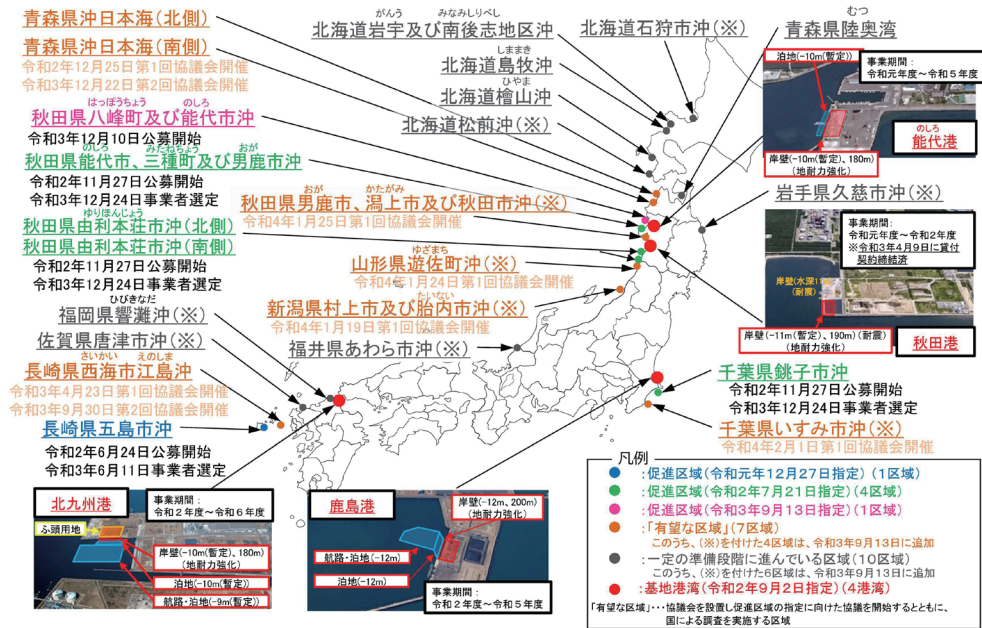 青森県沖日本海(北側)
青森県沖日本海(南側)
令和2年12月25日第1回協議会開催
令和3年12月22日第2回協議会開催
はっぽうちょう のしろ
秋田県八峰町及び能代市沖
令和3年12月10日公募開始
のしろ みたねちょう おが
秋田県能代市、三種町及び男鹿市沖
令和2年11月27日公募開始
令和3年12月24日事業者選定
ゆりほんじょう
秋田県由利本荘市沖(北側)
秋田県由利本荘市沖(南側)
令和2年11月27日公募開始
令和3年12月24日事業者選定
ひびきなだ
福岡県響灘沖(※)
佐賀県唐津市沖(※)
さいかい えのしま
長崎県西海市江島沖
令和3年4月23日第1回協議会開催
令和3年9月30日第2回協議会開催
長崎県五島市沖
令和2年6月24日公募開始
令和3年6月11日事業者選定
がんう みなみしりべし
北海道岩宇及び南後志地区沖
しままき
北海道島牧沖
ひやま
北海道檜山沖
北海道松前沖(※)
北海道石狩市沖(※)
むつ
青森県陸奥湾
おが かたがみ
秋田県男鹿市、潟上市及び秋田市沖(※)
令和4年1月25日第1回協議会開催
ゆざまち
山形県遊佐町沖(※)
令和4年1月24日第1回協議会開催
たいない
新潟県村上市及び胎内市沖(※)
令和4年1月19日第1回協議会開催
福井県あわら市沖(※)
泊地(-10m(暫定))
事業期間:
令和元年度~令和5年度
のしろ
能代港
岸壁(-10m(暫定)、180m)
(地耐力強化)
岩手県久慈市沖(※)
事業期間:
令和元年度~令和2年度
※令和3年4月9日に貸付
契約締結済
(耐震)
岸壁(-11m(暫定)、190m)(耐震)
(地耐力強化)
秋田港
千葉県銚子市沖
令和2年11月27日公募開始
令和3年12月24日事業者選定
千葉県いすみ市沖(※)
令和4年2月1日第1回協議会開催
北九州港
事業期間:
令和2年度~令和6年度
ふ頭用地
岸壁(-10m(暫定)、180m)
(地耐力強化)
泊地(-10m(暫定))
航路・泊地(-9m(暫定))
鹿島港
岸壁(-12m、200m)
(地耐力強化)
航路・泊地(-12m)
泊地(-12m)
事業期間:
令和2年度~令和5年度
凡例
:促進区域(令和元年12月27日指定)(1区域)
:促進区域(令和2年7月21日指定)(4区域)
:促進区域(令和3年9月13日指定)(1区域)
:「有望な区域」(7区域)
このうち、(※)を付けた4区域は、令和3年9月13日に追加
:一定の準備段階に進んでいる区域(10区域)
このうち、(※)を付けた6区域は、令和3年9月13日に追加
:基地港湾(令和2年9月2日指定)(4港湾)
「有望な区域」・・・協議会を設置し促進区域の指定に向けた協議を開始するとともに、
国による調査を実施する区域